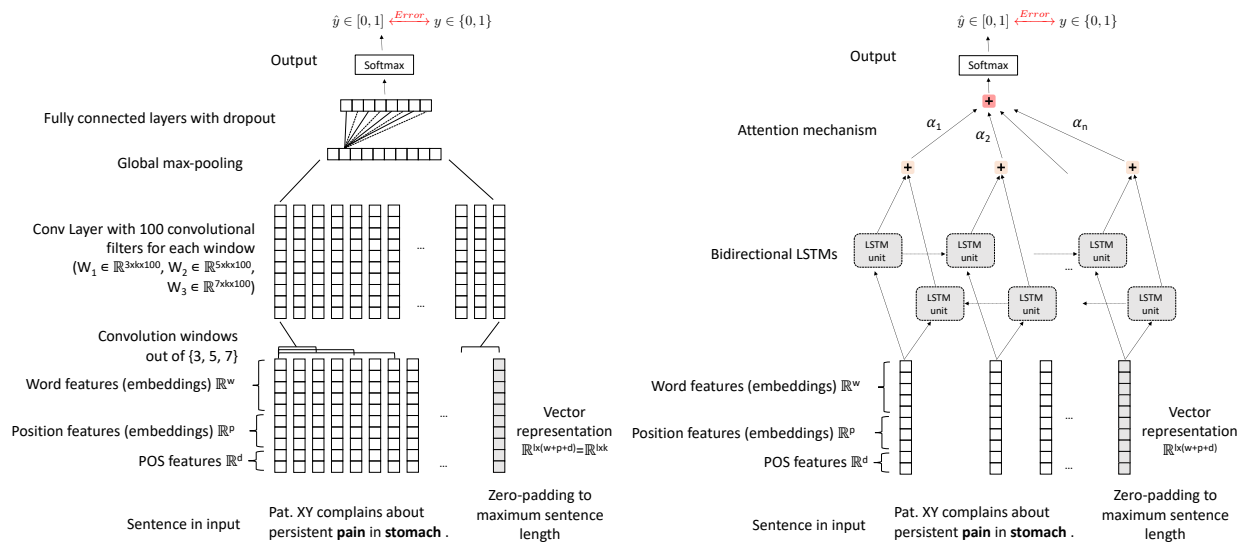 ŷ ∈ [0, 1] Error y ∈ {0, 1}
Output
Softmax
Fully connected layers with dropout
Global max-pooling
Conv Layer with 100 convolutional
filters for each window
(W₁ ∈ ℝ³ˣᵏˣ¹⁰⁰, W₂ ∈ ℝ⁵ˣᵏˣ¹⁰⁰,
W₃ ∈ ℝ⁷ˣᵏˣ¹⁰⁰)
...
...
Convolution windows
out of {3, 5, 7}
Word features (embeddings) ℝʷ
...
Position features (embeddings) ℝᵖ
POS features ℝᵈ
...
Vector
representation
ℝˡˣ⁽ʷ⁺ᵖ⁺ᵈ⁾=ℝˡˣᵏ
Sentence in input
Pat. XY complains about
persistent pain in stomach .
Zero-padding to
maximum sentence
length
ŷ ∈ [0, 1] Error y ∈ {0, 1}
Output
Softmax
+
Attention mechanism
α₁
α₂
αₙ
+
+
+
Bidirectional LSTMs
LSTM
unit
LSTM
unit
...
LSTM
unit
LSTM
unit
LSTM
unit
LSTM
unit
Word features (embeddings) ℝʷ
...
Position features (embeddings) ℝᵖ
POS features ℝᵈ
...
Vector
representation
ℝˡˣ⁽ʷ⁺ᵖ⁺ᵈ⁾
Sentence in input
Pat. XY complains about
persistent pain in stomach .
Zero-padding to
maximum sentence
length